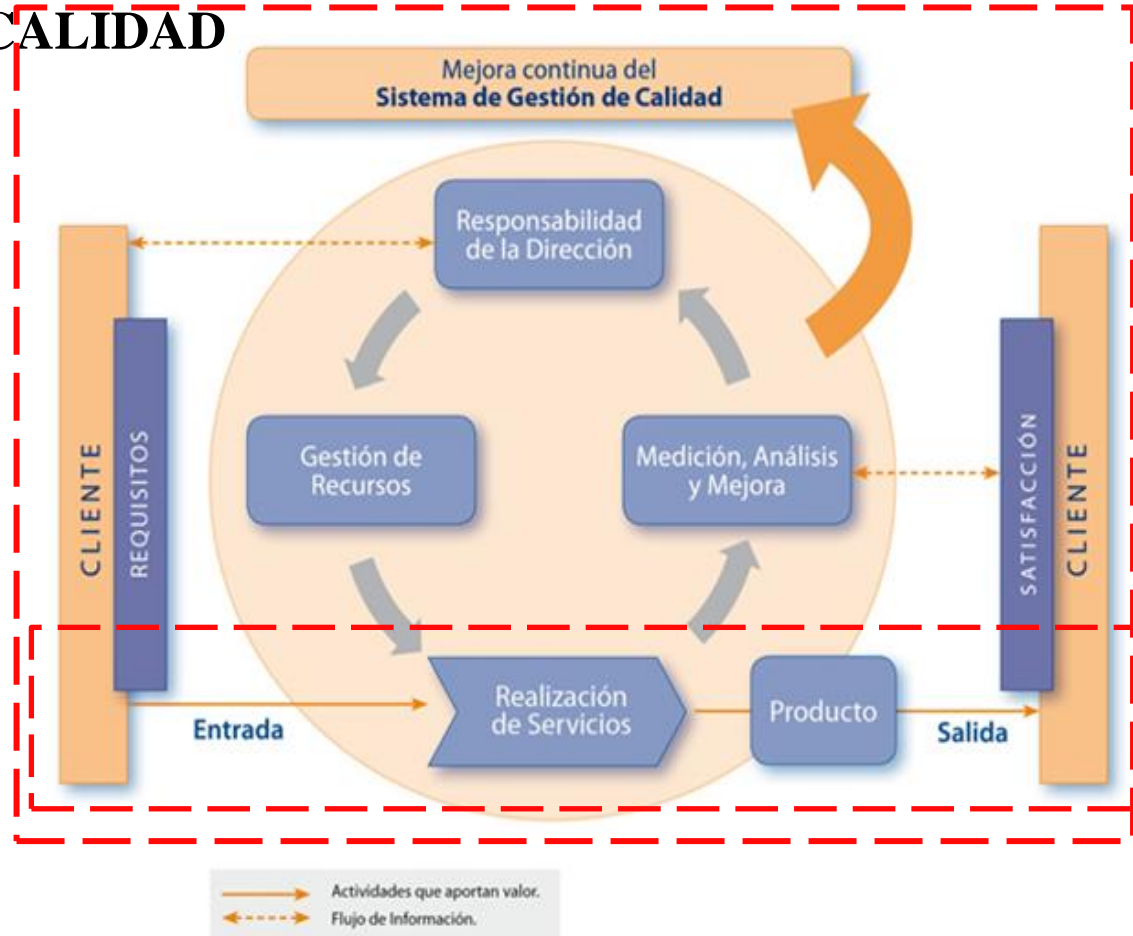 CALIDAD
Mejora continua del
Sistema de Gestión de Calidad
Responsabilidad
de la Dirección
CLIENTE
REQUISITOS
Gestión de
Recursos
Medición, Análisis
y Mejora
SATISFACCIÓN
CLIENTE
Entrada
Realización
de Servicios
Producto
Salida
Actividades que aportan valor.
Flujo de Información.